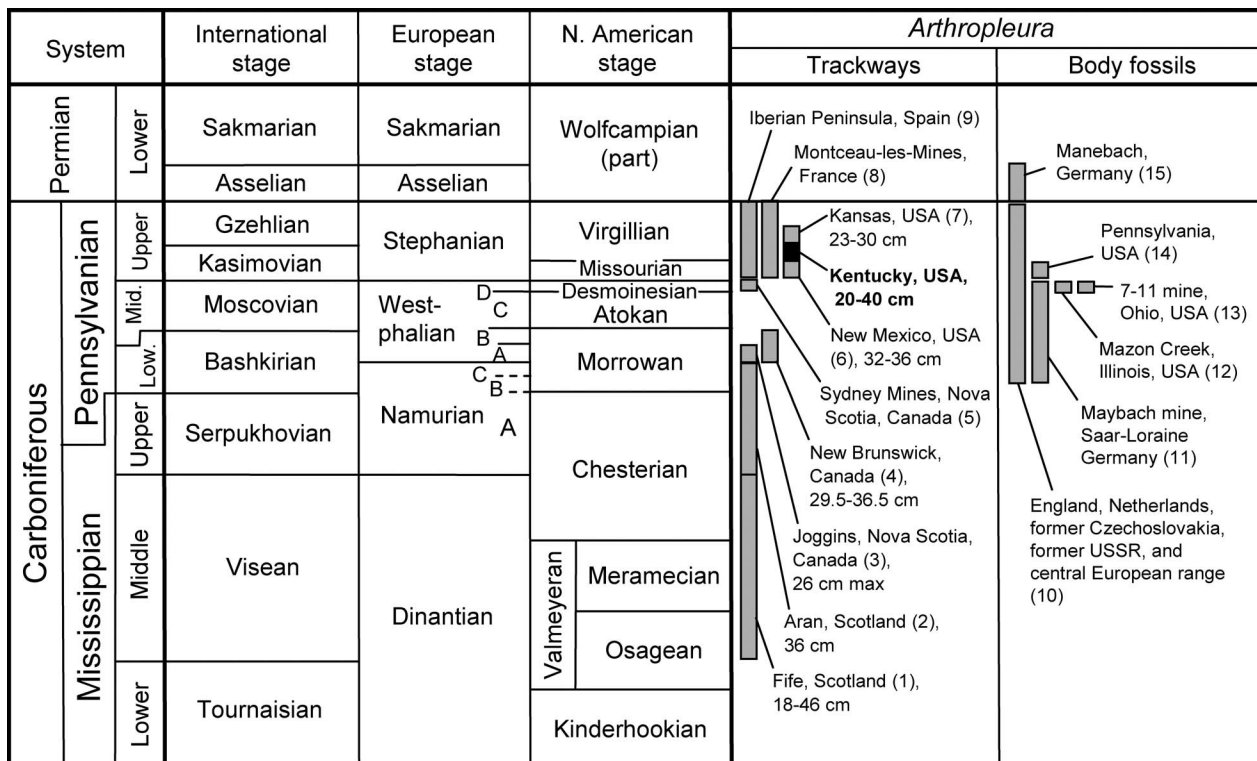 System
International
stage
European
stage
N. American
stage
Arthropleura
Trackways
Body fossils
Permian
Lower
Sakmarian
Asselian
Sakmarian
Asselian
Wolfcampian
(part)
Carboniferous
Pennsylvanian
Upper
Mid.
Low.
Gzehlian
Kasimovian
Moscovian
Bashkirian
Stephanian
West-
phalian
D
C
B
A
C
B
A
Namurian
Virgillian
Missourian
Desmoinesian
Atokan
Morrowan
Mississippian
Upper
Middle
Lower
Serpukhovian
Visean
Tournaisian
Dinantian
Chesterian
Valmeyeran
Meramecian
Osagean
Kinderhookian
Iberian Peninsula, Spain (9)
Montceau-les-Mines,
France (8)
Kansas, USA (7),
23-30 cm
Kentucky, USA,
20-40 cm
New Mexico, USA
(6), 32-36 cm
Sydney Mines, Nova
Scotia, Canada (5)
New Brunswick,
Canada (4),
29.5-36.5 cm
Joggins, Nova Scotia,
Canada (3),
26 cm max
Aran, Scotland (2),
36 cm
Fife, Scotland (1),
18-46 cm
Manebach,
Germany (15)
Pennsylvania,
USA (14)
7-11 mine,
Ohio, USA (13)
Mazon Creek,
Illinois, USA (12)
Maybach mine,
Saar-Loraine
Germany (11)
England, Netherlands,
former Czechoslovakia,
former USSR, and
central European range
(10)